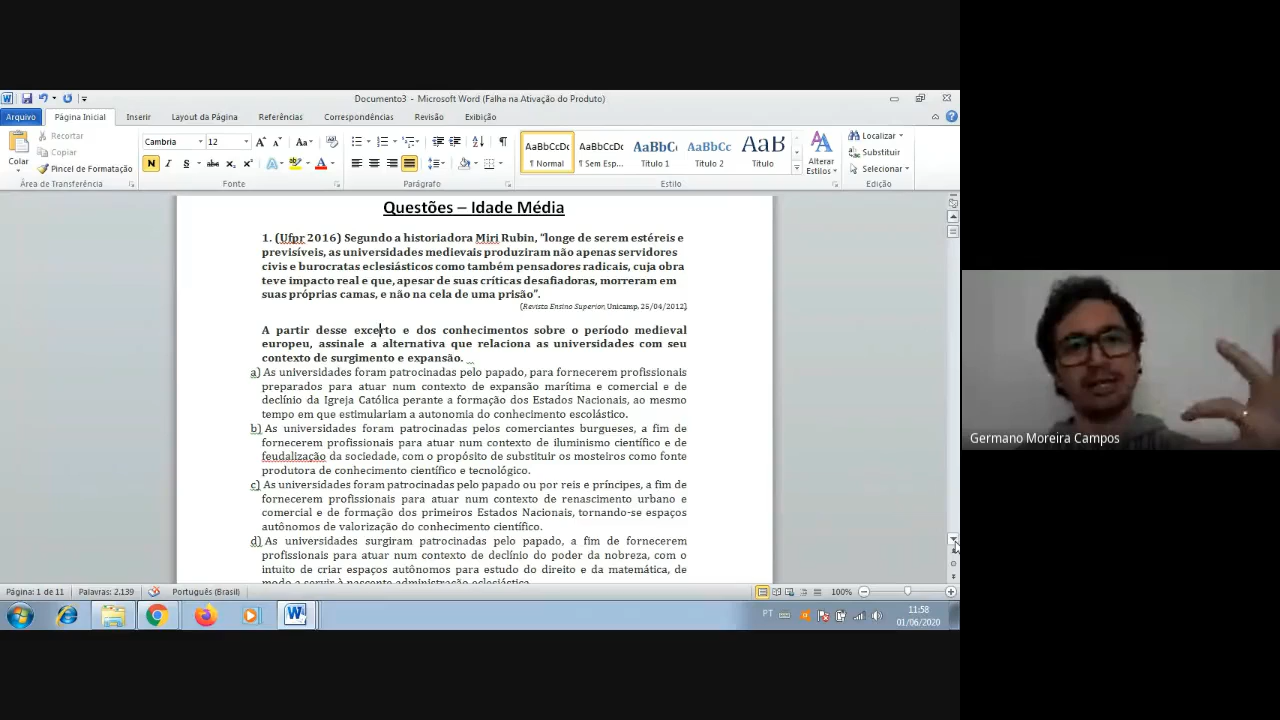 Documento3 - Microsoft Word (Falha na Ativação do Produto)
Arquivo Página Inicial Inserir Layout da Página Referências Correspondências Revisão Exibição
Recortar
Copiar
Pincel de Formatação
Colar
Área de Transferência
Cambria 12
Fonte
Parágrafo
AaBbCcDc AaBbCcDc AaBbC AaBbCc AaB
¶ Normal ¶ Sem Esp... Título 1 Título 2 Título
Alterar
Estilos
Estilo
Localizar
Substituir
Selecionar
Edição
Questões – Idade Média
1. (Ufpr 2016) Segundo a historiadora Miri Rubin, "longe de serem estéreis e
previsíveis, as universidades medievais produziram não apenas servidores
civis e burocratas eclesiásticos como também pensadores radicais, cuja obra
teve impacto real e que, apesar de suas críticas desafiadoras, morreram em
suas próprias camas, e não na cela de uma prisão".
(Revista Ensino Superior, Unicamp, 25/04/2012)
A partir desse excerto e dos conhecimentos sobre o período medieval
europeu, assinale a alternativa que relaciona as universidades com seu
contexto de surgimento e expansão.
a) As universidades foram patrocinadas pelo papado, para fornecerem profissionais
preparados para atuar num contexto de expansão marítima e comercial e de
declínio da Igreja Católica perante a formação dos Estados Nacionais, ao mesmo
tempo em que estimulariam a autonomia do conhecimento escolástico.
b) As universidades foram patrocinadas pelos comerciantes burgueses, a fim de
fornecerem profissionais para atuar num contexto de iluminismo científico e de
feudalização da sociedade, com o propósito de substituir os mosteiros como fonte
produtora de conhecimento científico e tecnológico.
c) As universidades foram patrocinadas pelo papado ou por reis e príncipes, a fim de
fornecerem profissionais para atuar num contexto de renascimento urbano e
comercial e de formação dos primeiros Estados Nacionais, tornando-se espaços
autônomos de valorização do conhecimento científico.
d) As universidades surgiram patrocinadas pelo papado, a fim de fornecerem
profissionais para atuar num contexto de declínio do poder da nobreza, com o
intuito de criar espaços autônomos para estudo do direito e da matemática, de
modo a servir à nascente administração eclesiástica.
Página: 1 de 11 Palavras: 2.139 Português (Brasil) 100%
PT 11:58
01/06/2020
Germano Moreira Campos